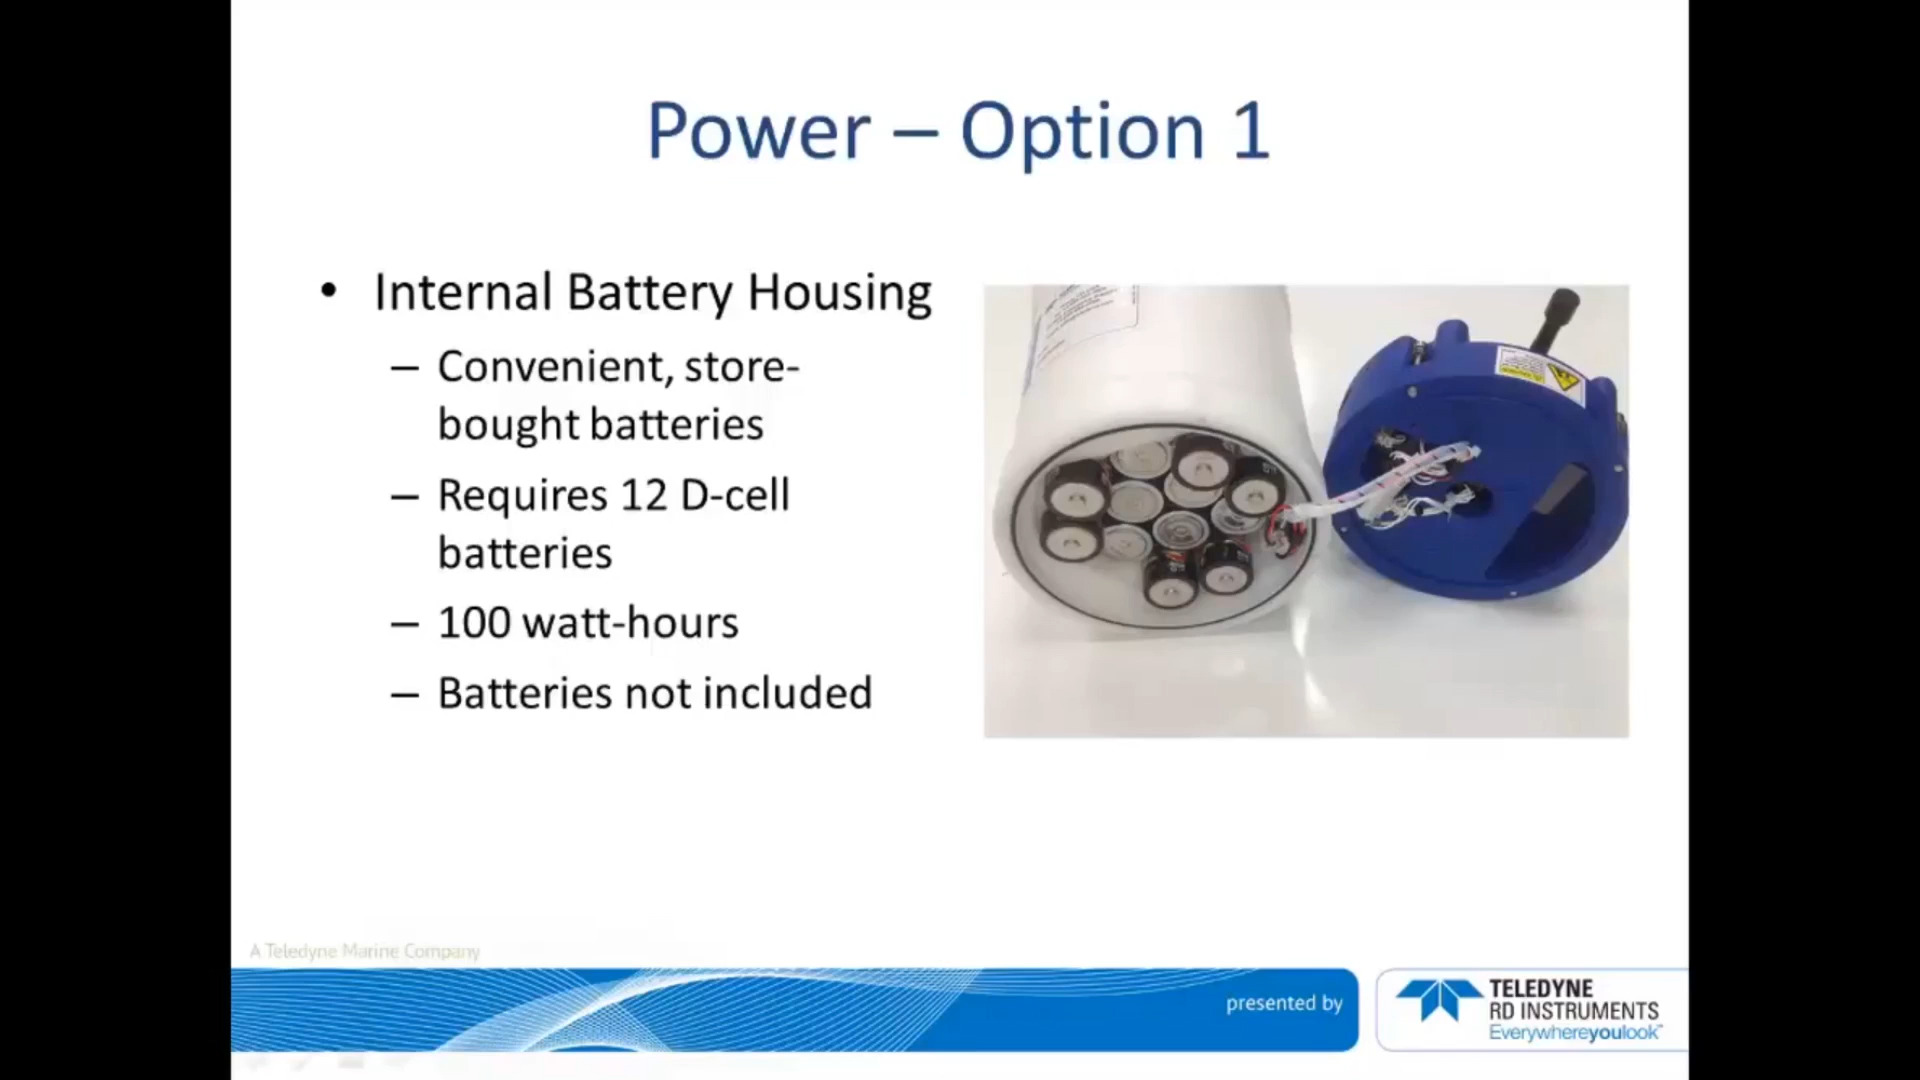 Power – Option 1
• Internal Battery Housing
– Convenient, store-
bought batteries
– Requires 12 D-cell
batteries
– 100 watt-hours
– Batteries not included
A Teledyne Marine Company
presented by
TELEDYNE
RD INSTRUMENTS
Everywhereyoulook™